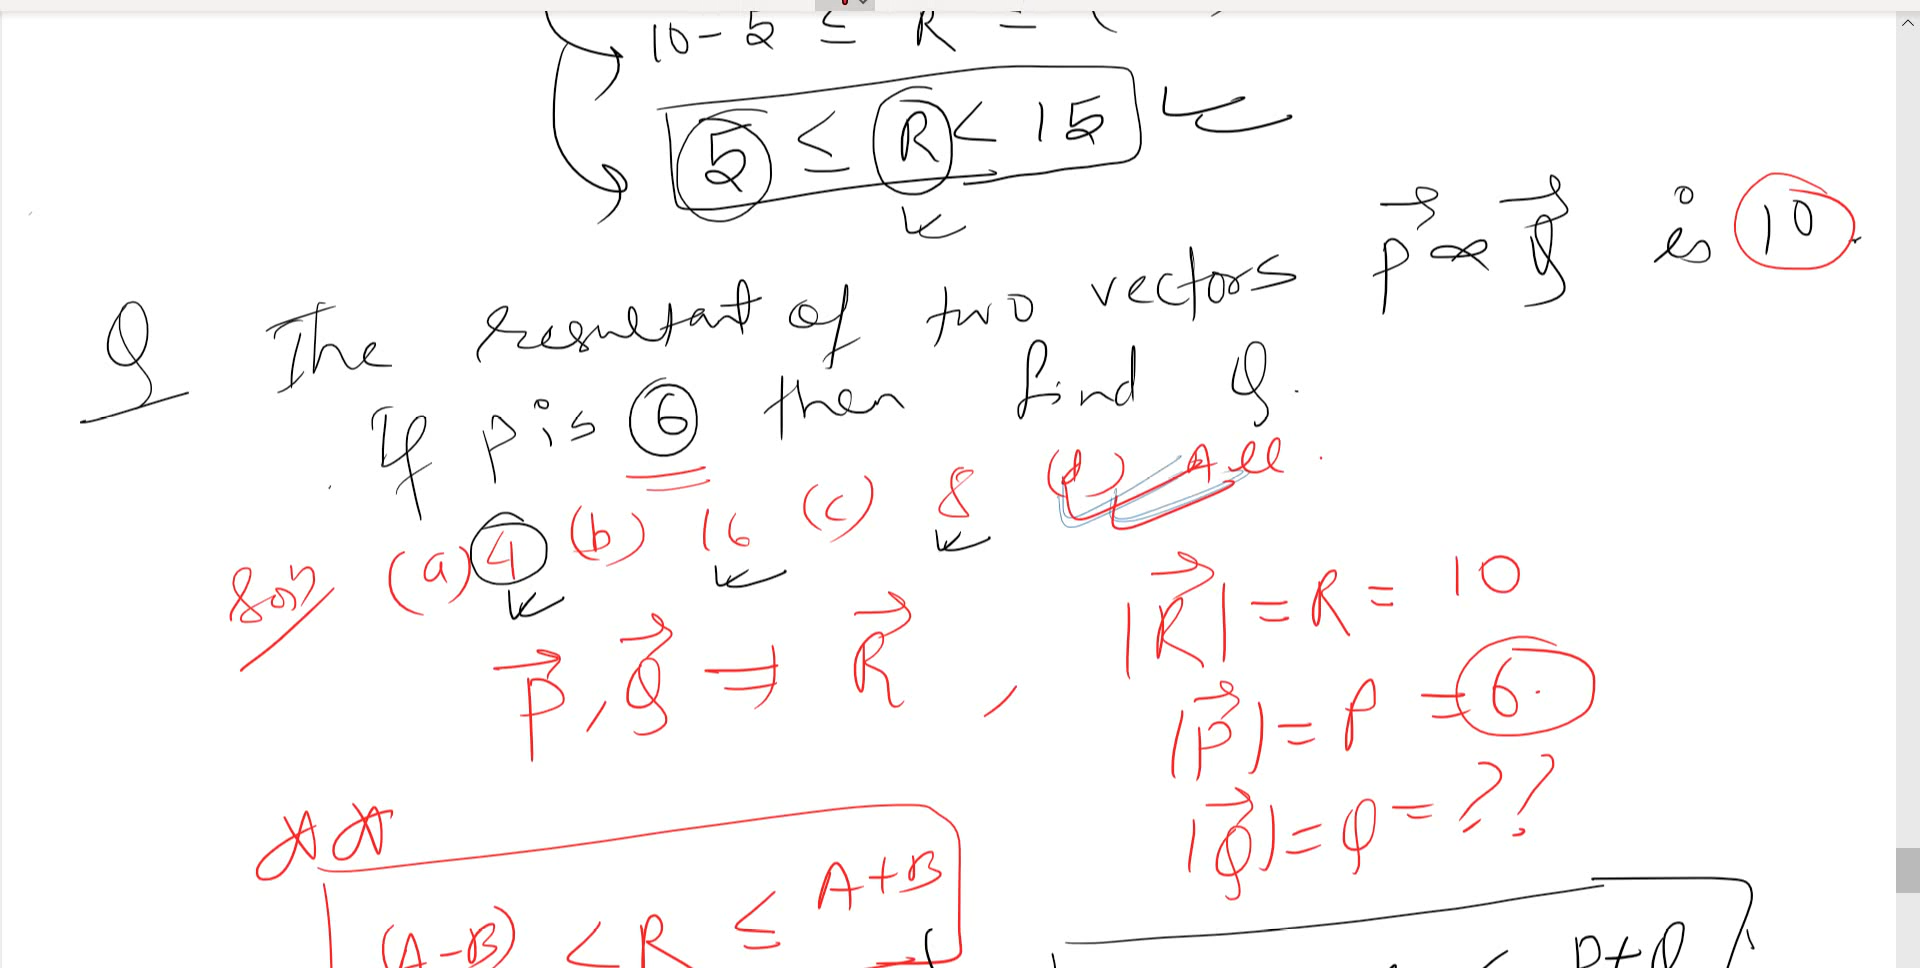 10 - 5 ≤ R =
5 ≤ R < 15
Q The resultant of two vectors P⃗ & Q⃗ is 10.
If P is 6 then find Q.
(a) 4 (b) 16 (c) 8 (d) All.
Soln
P⃗, Q⃗ ⇒ R⃗ , |R⃗| = R = 10
|P⃗| = P = 6.
|Q⃗| = Q = ??
(A-B) < R ≤ A+B
P+Q